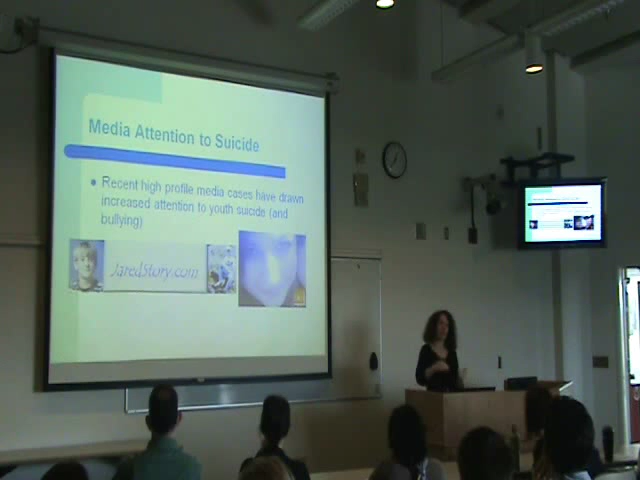 Media Attention to Suicide
• Recent high profile media cases have drawn
increased attention to youth suicide (and
bullying)
JaredStory.com